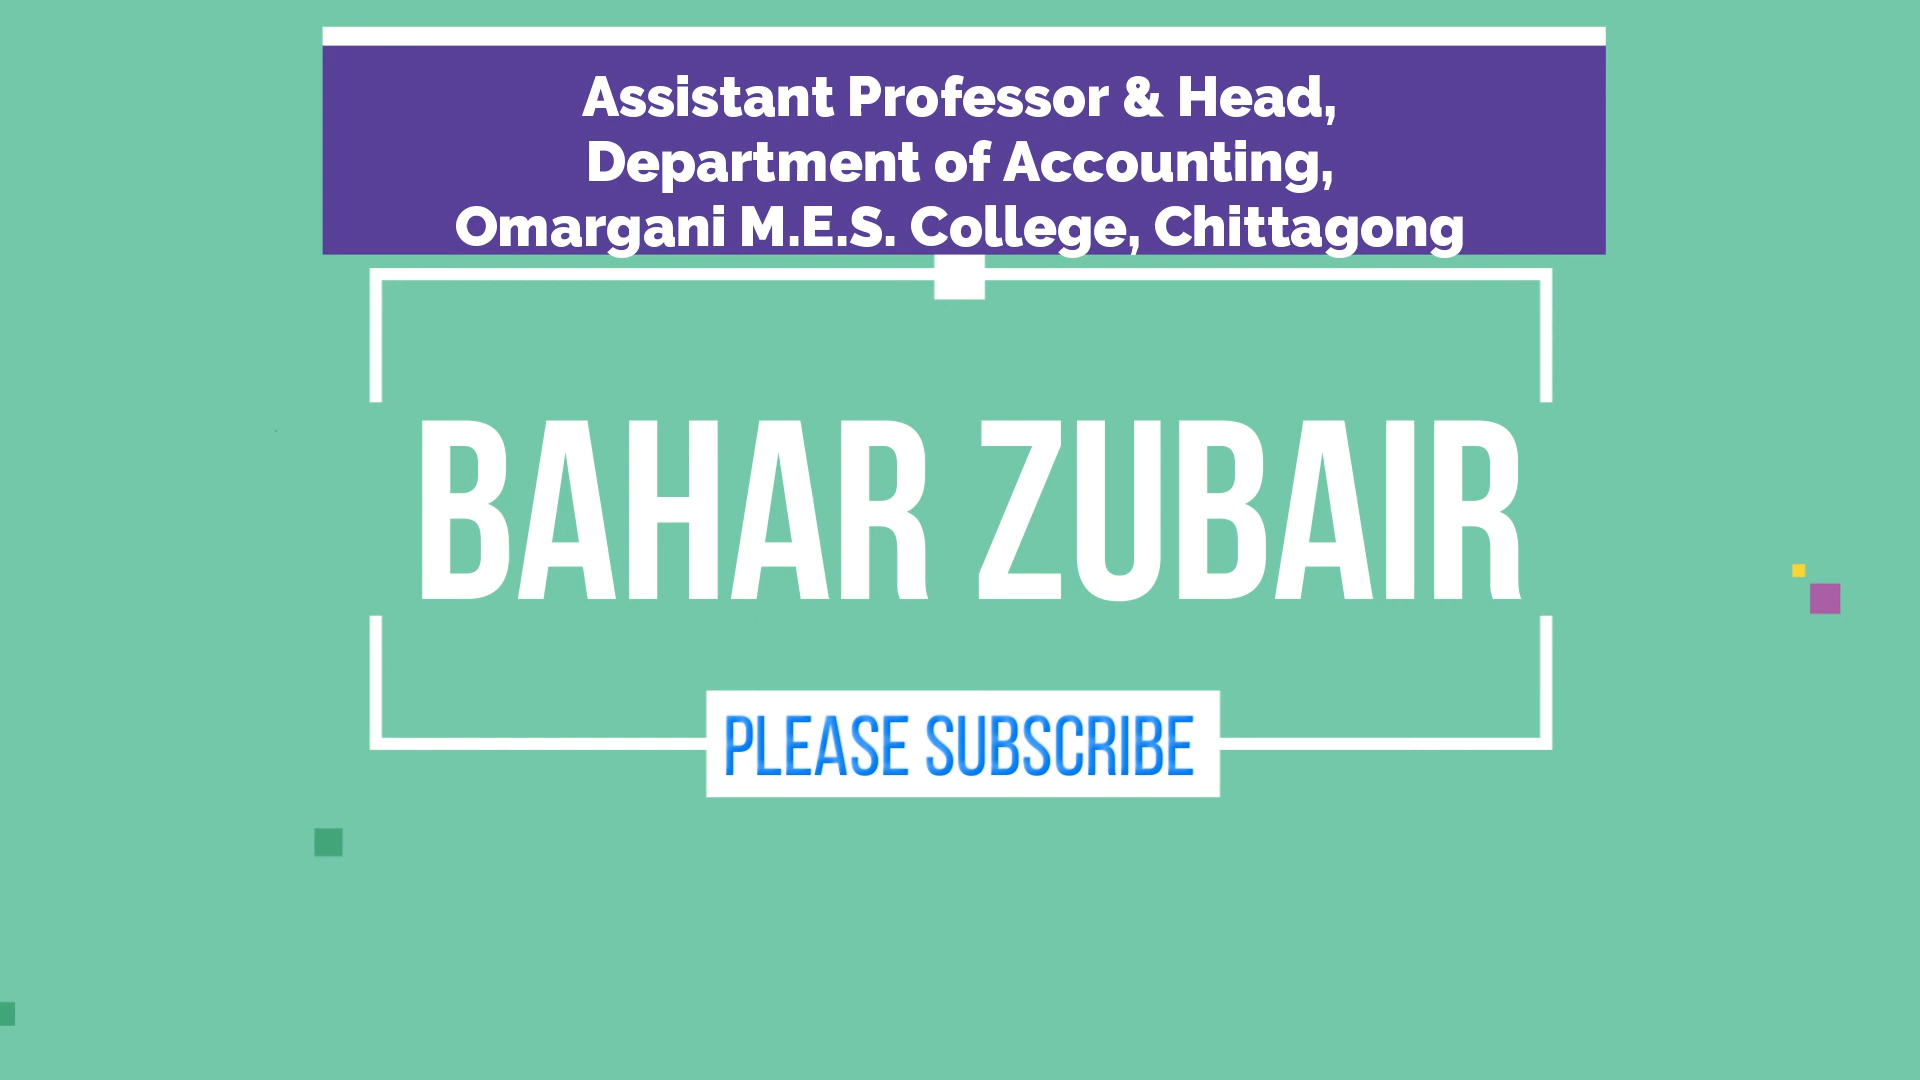 Assistant Professor & Head,
Department of Accounting,
Omargani M.E.S. College, Chittagong
BAHAR ZUBAIR
PLEASE SUBSCRIBE